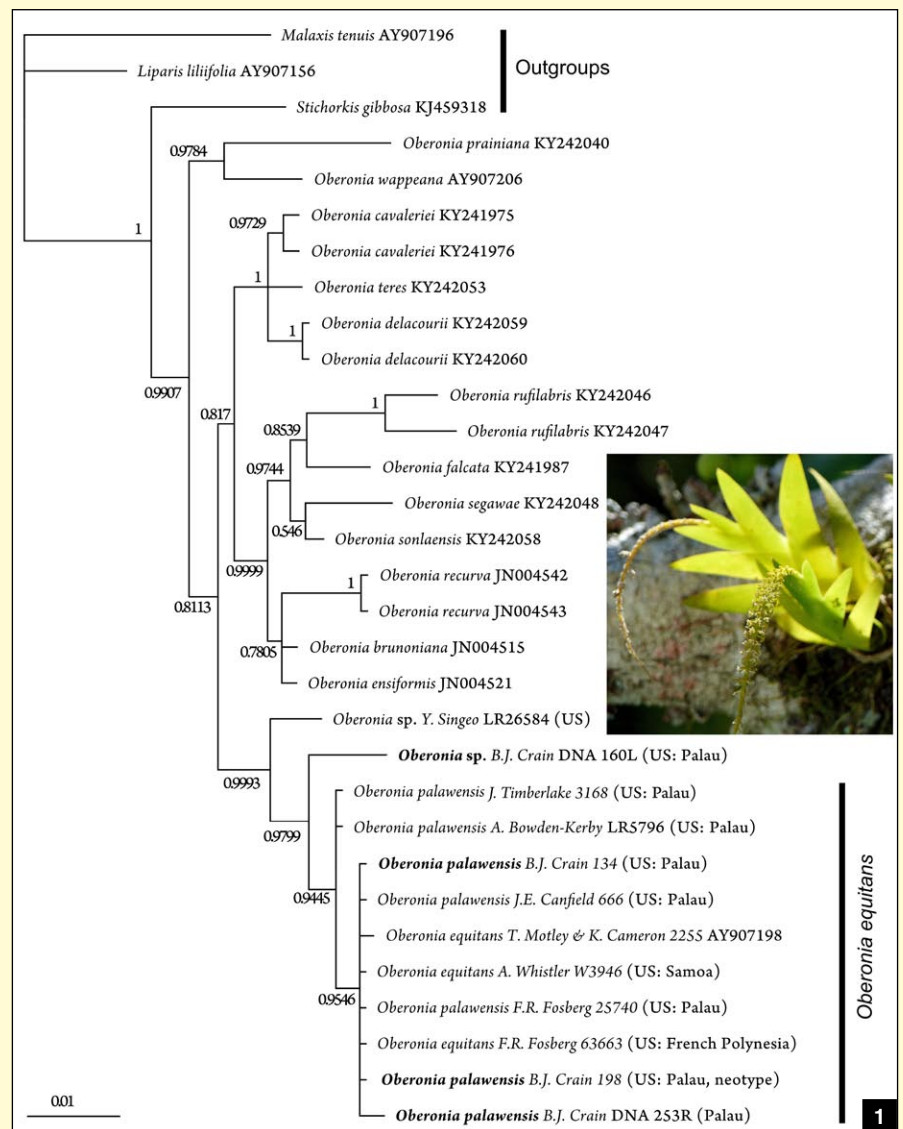 Malaxis tenuis AY907196
Liparis liliifolia AY907156
Outgroups
Stichorkis gibbosa KJ459318
0.9784
Oberonia prainiana KY242040
Oberonia wappeana AY907206
0.9729
Oberonia cavaleriei KY241975
1
Oberonia cavaleriei KY241976
1
Oberonia teres KY242053
Oberonia delacourii KY242059
1
Oberonia delacourii KY242060
0.9907
Oberonia rufilabris KY242046
1
0.817
0.8539
Oberonia rufilabris KY242047
0.9744
Oberonia falcata KY241987
Oberonia segawae KY242048
0.546
Oberonia sonlaensis KY242058
0.9999
Oberonia recurva JN004542
1
0.8113
Oberonia recurva JN004543
0.7805
Oberonia brunoniana JN004515
Oberonia ensiformis JN004521
Oberonia sp. Y. Singeo LR26584 (US)
Oberonia sp. B.J. Crain DNA 160L (US: Palau)
0.9993
Oberonia palawensis J. Timberlake 3168 (US: Palau)
0.9799
Oberonia palawensis A. Bowden-Kerby LR5796 (US: Palau)
Oberonia palawensis B.J. Crain 134 (US: Palau)
0.9445
Oberonia palawensis J.E. Canfield 666 (US: Palau)
Oberonia equitans T. Motley & K. Cameron 2255 AY907198
Oberonia equitans A. Whistler W3946 (US: Samoa)
0.9546
Oberonia palawensis F.R. Fosberg 25740 (US: Palau)
Oberonia equitans F.R. Fosberg 63663 (US: French Polynesia)
Oberonia palawensis B.J. Crain 198 (US: Palau, neotype)
Oberonia palawensis B.J. Crain DNA 253R (Palau)
Oberonia equitans
0.01
1